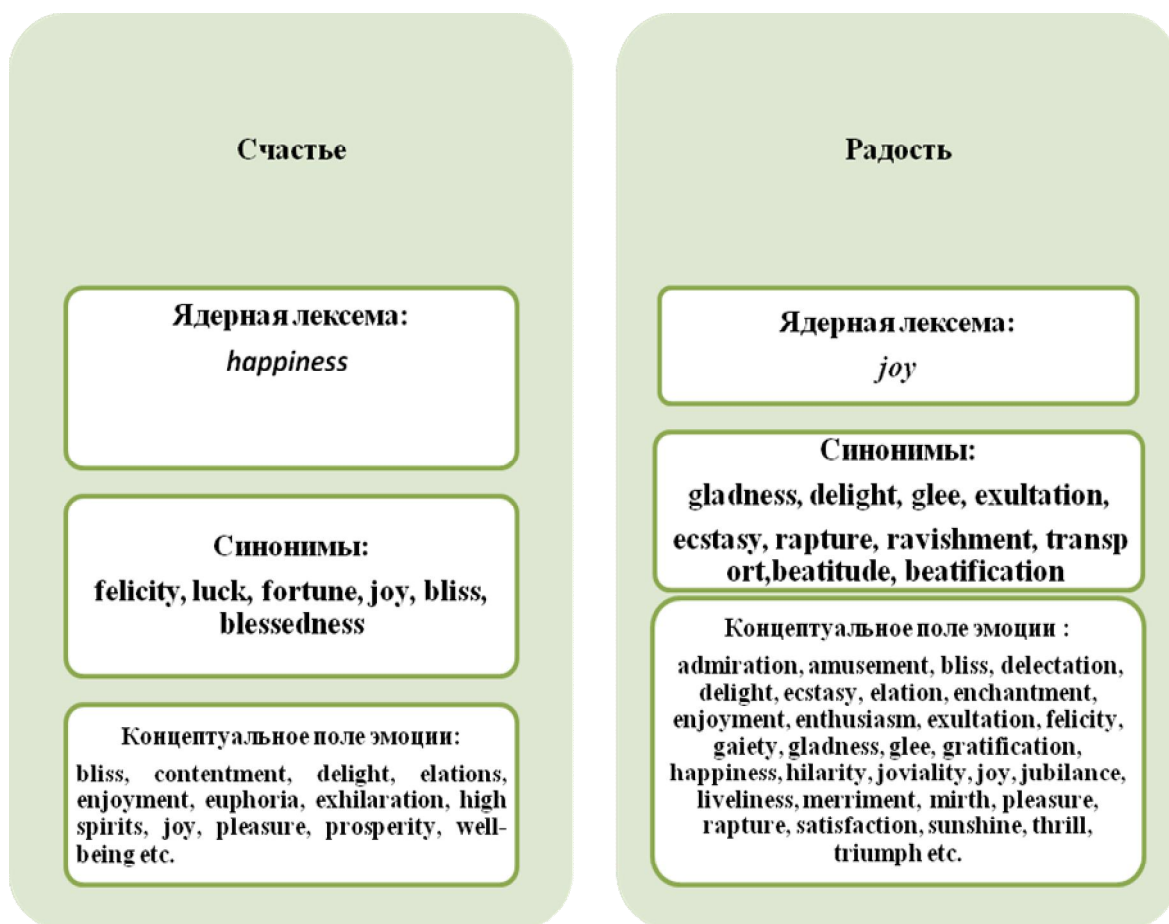 Счастье
Ядерная лексема:
happiness
Синонимы:
felicity, luck, fortune, joy, bliss,
blessedness
Концептуальное поле эмоции:
bliss, contentment, delight, elations,
enjoyment, euphoria, exhilaration, high
spirits, joy, pleasure, prosperity, well-
being etc.
Радость
Ядерная лексема:
joy
Синонимы:
gladness, delight, glee, exultation,
ecstasy, rapture, ravishment, transp
ort,beatitude, beatification
Концептуальное поле эмоции :
admiration, amusement, bliss, delectation,
delight, ecstasy, elation, enchantment,
enjoyment, enthusiasm, exultation, felicity,
gaiety, gladness, glee, gratification,
happiness, hilarity, joviality, joy, jubilance,
liveliness, merriment, mirth, pleasure,
rapture, satisfaction, sunshine, thrill,
triumph etc.